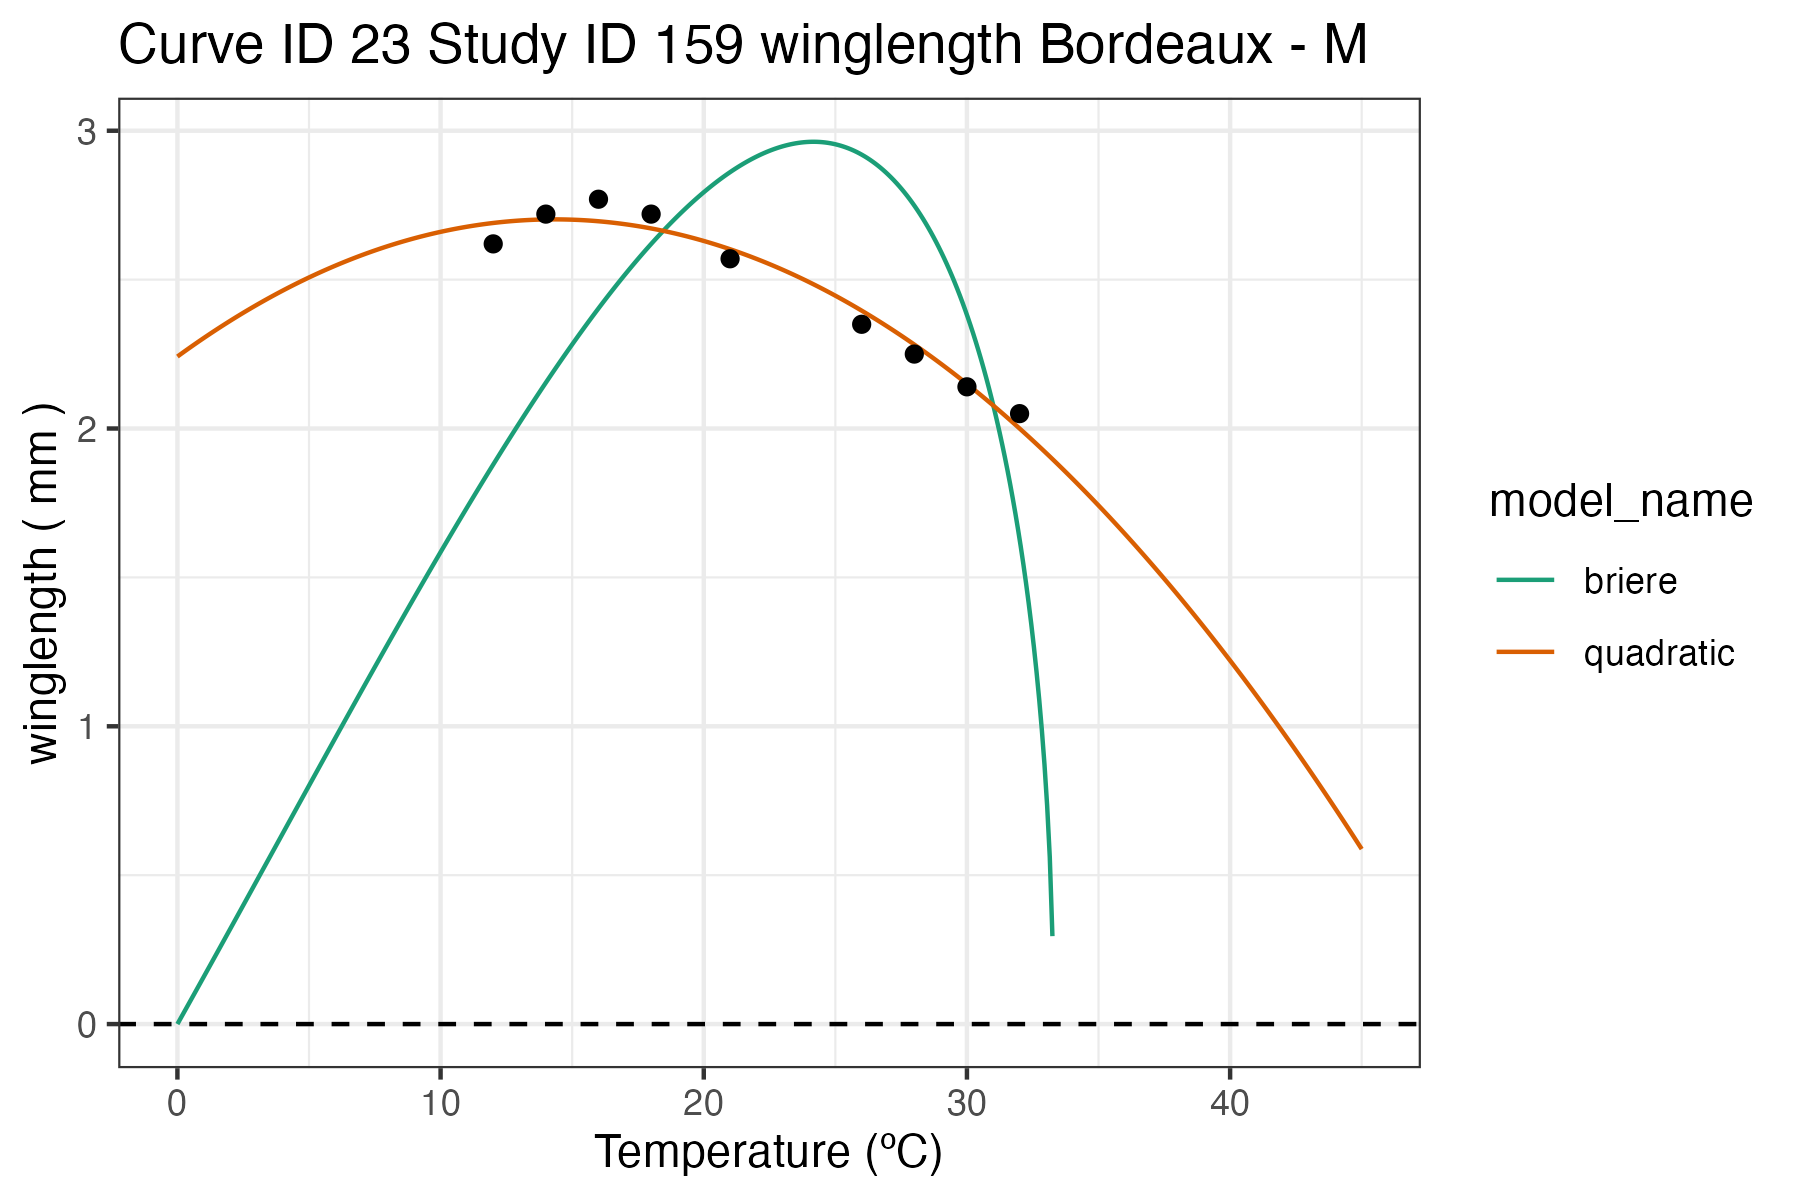 Curve ID 23 Study ID 159 winglength Bordeaux - M
3
2
1
0
winglength ( mm )
0 10 20 30 40
Temperature (ºC)
model_name
briere
quadratic